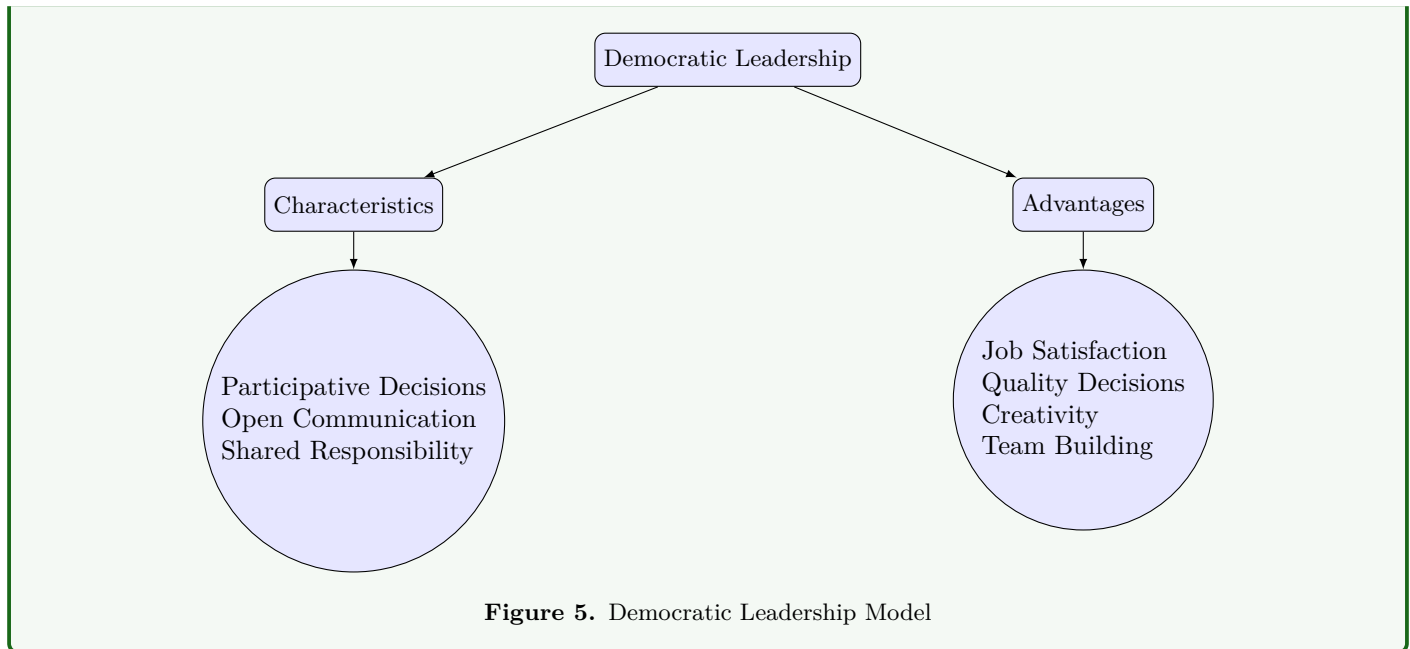 Democratic Leadership
Characteristics
Advantages
Participative Decisions
Open Communication
Shared Responsibility
Job Satisfaction
Quality Decisions
Creativity
Team Building
Figure 5. Democratic Leadership Model